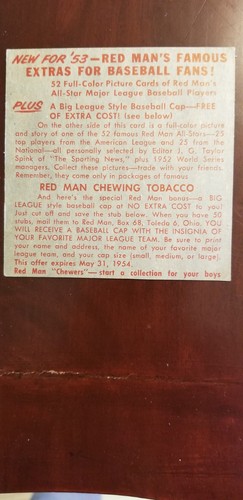 NEW FOR '53—RED MAN'S FAMOUS
EXTRAS FOR BASEBALL FANS!
52 Full-Color Picture Cards of Red Man's
All-Star Major League Baseball Players
PLUS A Big League Style Baseball Cap—FREE
OF EXTRA COST! (see below)
On the other side of this card is a full-color picture
and story of one of the 52 famous Red Man All-Stars—25
top players from the American League and 25 from the
National—all personally selected by Editor J. G. Taylor
Spink of "The Sporting News," plus 1952 World Series
managers. Collect these pictures—trade with your friends.
Remember, they come only in packages of famous
RED MAN CHEWING TOBACCO
And here's the special Red Man bonus—a BIG
LEAGUE style baseball cap at NO EXTRA COST to you!
Just cut off and save the stub below. When you have 50
stubs, mail them to Red Man, Box 68, Toledo 6, Ohio. YOU
WILL RECEIVE A BASEBALL CAP WITH THE INSIGNIA OF
YOUR FAVORITE MAJOR LEAGUE TEAM. Be sure to print
your name and address, the name of your favorite major
league team, and your cap size (small, medium, or large).
This offer expires May 31, 1954.
Red Man "Chewers"—start a collection for your boys